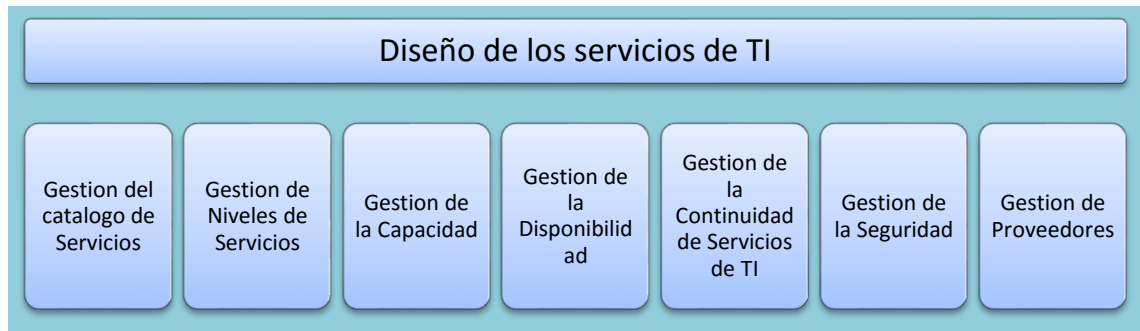 Diseño de los servicios de TI
Gestion del
catalogo de
Servicios
Gestion de
Niveles de
Servicios
Gestion de
la Capacidad
Gestion de
la
Disponibilid
ad
Gestion de
la
Continuidad
de Servicios
de TI
Gestion de
la Seguridad
Gestion de
Proveedores